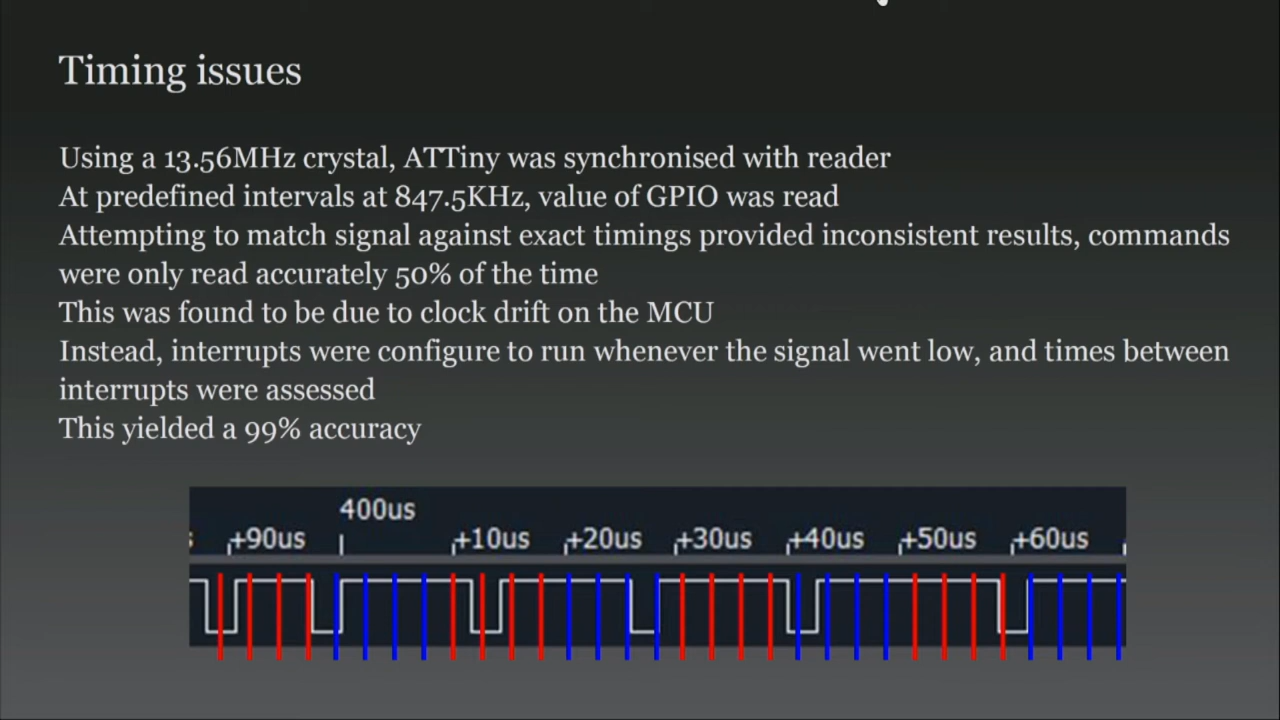 Timing issues
Using a 13.56MHz crystal, ATTiny was synchronised with reader
At predefined intervals at 847.5KHz, value of GPIO was read
Attempting to match signal against exact timings provided inconsistent results, commands
were only read accurately 50% of the time
This was found to be due to clock drift on the MCU
Instead, interrupts were configure to run whenever the signal went low, and times between
interrupts were assessed
This yielded a 99% accuracy
400us
+90us +10us +20us +30us +40us +50us +60us